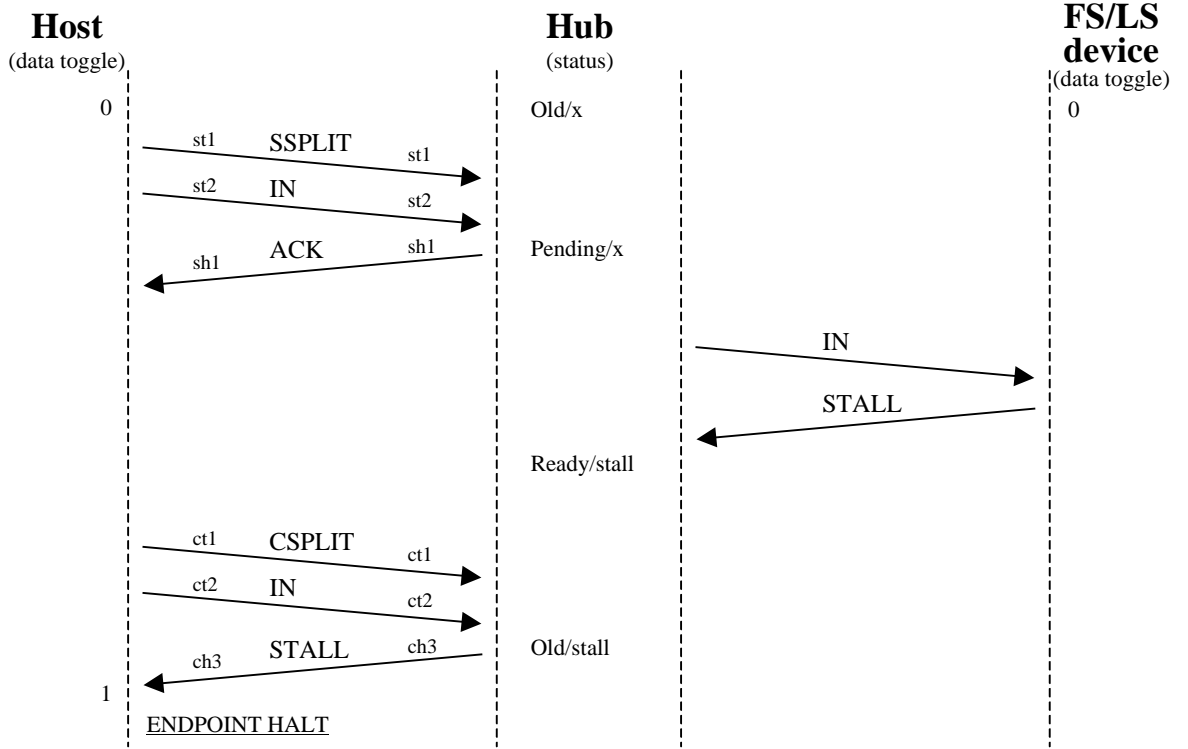 Host
(data toggle)
Hub
(status)
FS/LS
device
(data toggle)
0
Old/x
0
st1 SSPLIT st1
st2 IN st2
sh1 ACK sh1
Pending/x
IN
STALL
Ready/stall
ct1 CSPLIT ct1
ct2 IN ct2
ch3 STALL ch3
Old/stall
1
ENDPOINT HALT